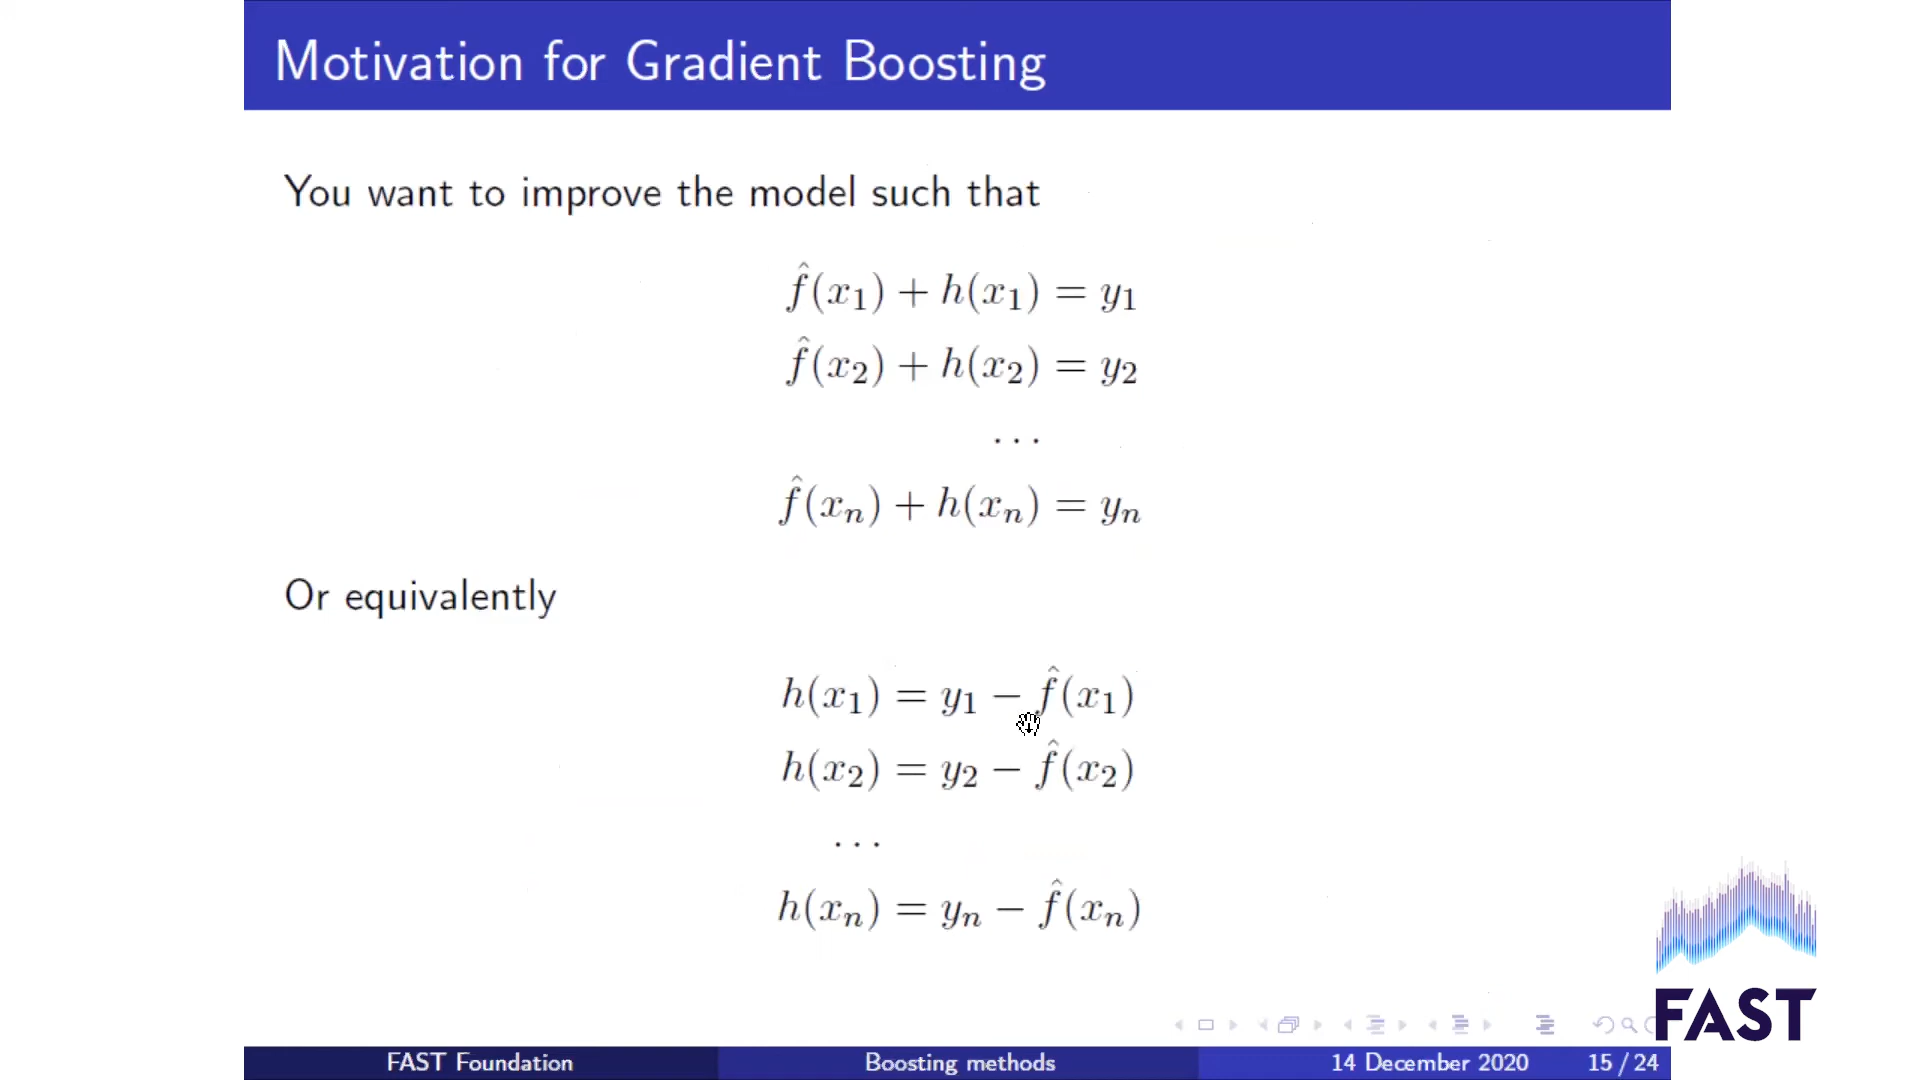 Motivation for Gradient Boosting
You want to improve the model such that
f̂(x₁) + h(x₁) = y₁
f̂(x₂) + h(x₂) = y₂
...
f̂(xₙ) + h(xₙ) = yₙ
Or equivalently
h(x₁) = y₁ − f̂(x₁)
h(x₂) = y₂ − f̂(x₂)
...
h(xₙ) = yₙ − f̂(xₙ)
FAST
FAST Foundation Boosting methods 14 December 2020 15 / 24